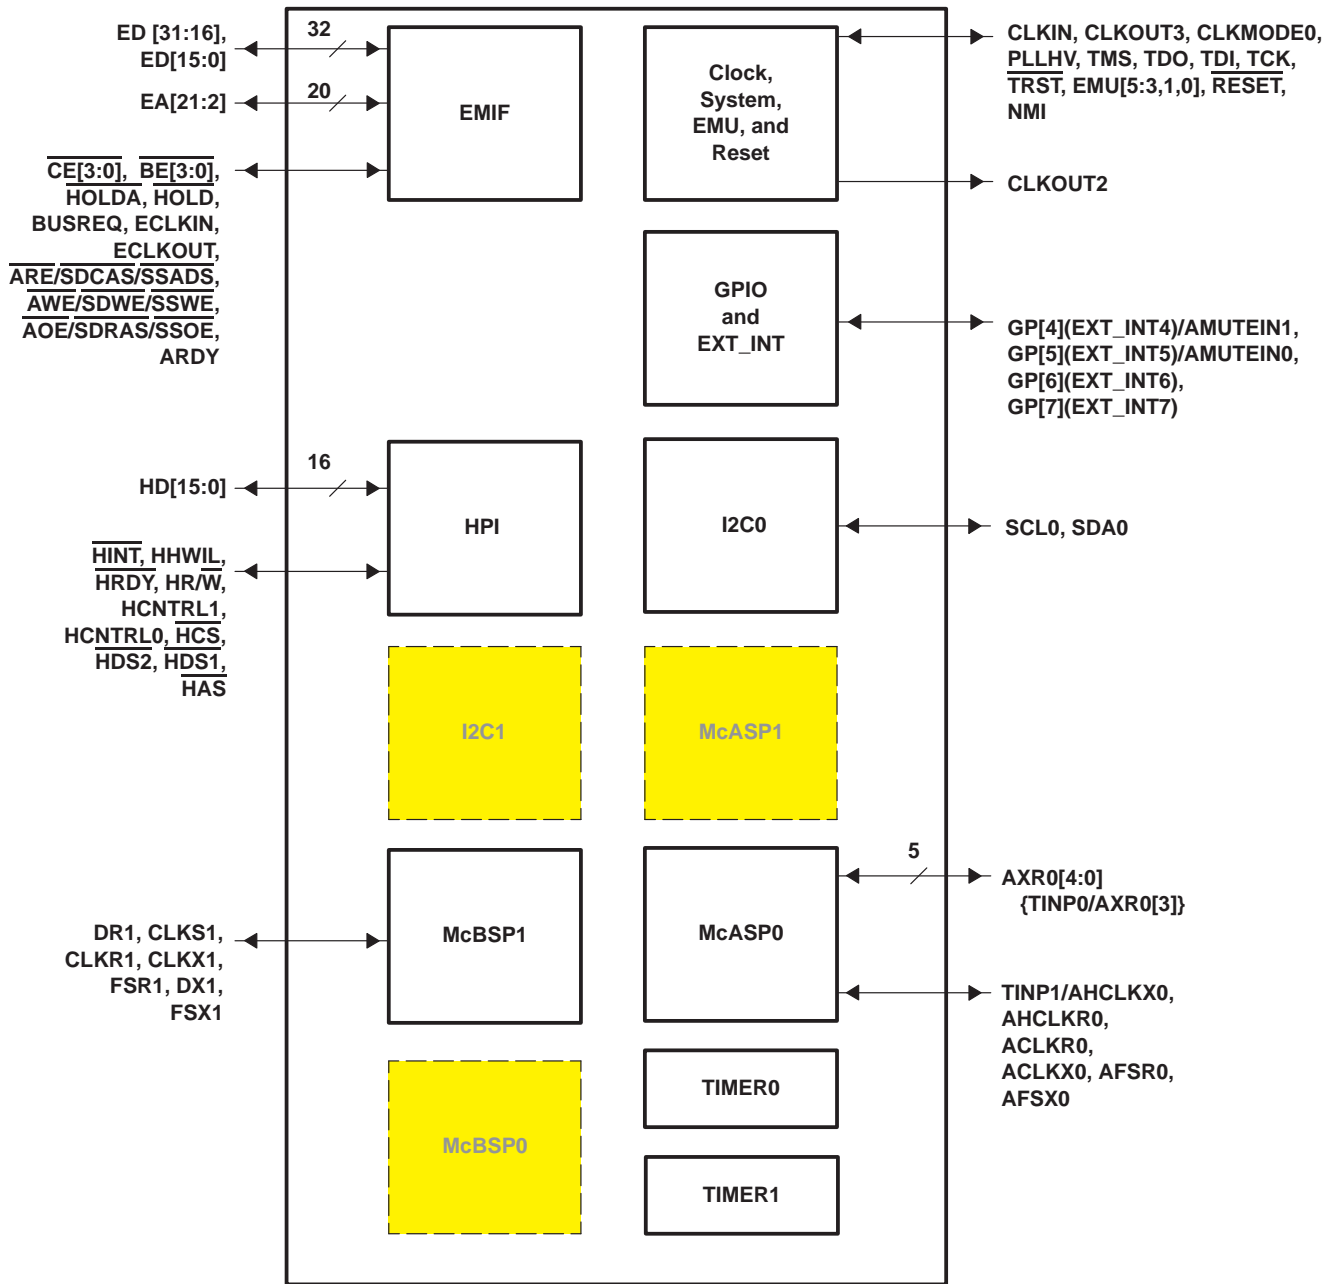 ED [31:16],
ED[15:0]
32
EA[21:2]
20
CE[3:0], BE[3:0],
HOLDA, HOLD,
BUSREQ, ECLKIN,
ECLKOUT,
ARE/SDCAS/SSADS,
AWE/SDWE/SSWE,
AOE/SDRAS/SSOE,
ARDY
EMIF
Clock,
System,
EMU, and
Reset
CLKIN, CLKOUT3, CLKMODE0,
PLLHV, TMS, TDO, TDI, TCK,
TRST, EMU[5:3,1,0], RESET,
NMI
CLKOUT2
GPIO
and
EXT_INT
GP[4](EXT_INT4)/AMUTEIN1,
GP[5](EXT_INT5)/AMUTEIN0,
GP[6](EXT_INT6),
GP[7](EXT_INT7)
HD[15:0]
16
HINT, HHWIL,
HRDY, HR/W,
HCNTRL1,
HCNTRL0, HCS,
HDS2, HDS1,
HAS
HPI
I2C0
SCL0, SDA0
I2C1
McASP1
DR1, CLKS1,
CLKR1, CLKX1,
FSR1, DX1,
FSX1
McBSP1
McASP0
5
AXR0[4:0]
{TINP0/AXR0[3]}
TINP1/AHCLKX0,
AHCLKR0,
ACLKR0,
ACLKX0, AFSR0,
AFSX0
McBSP0
TIMER0
TIMER1